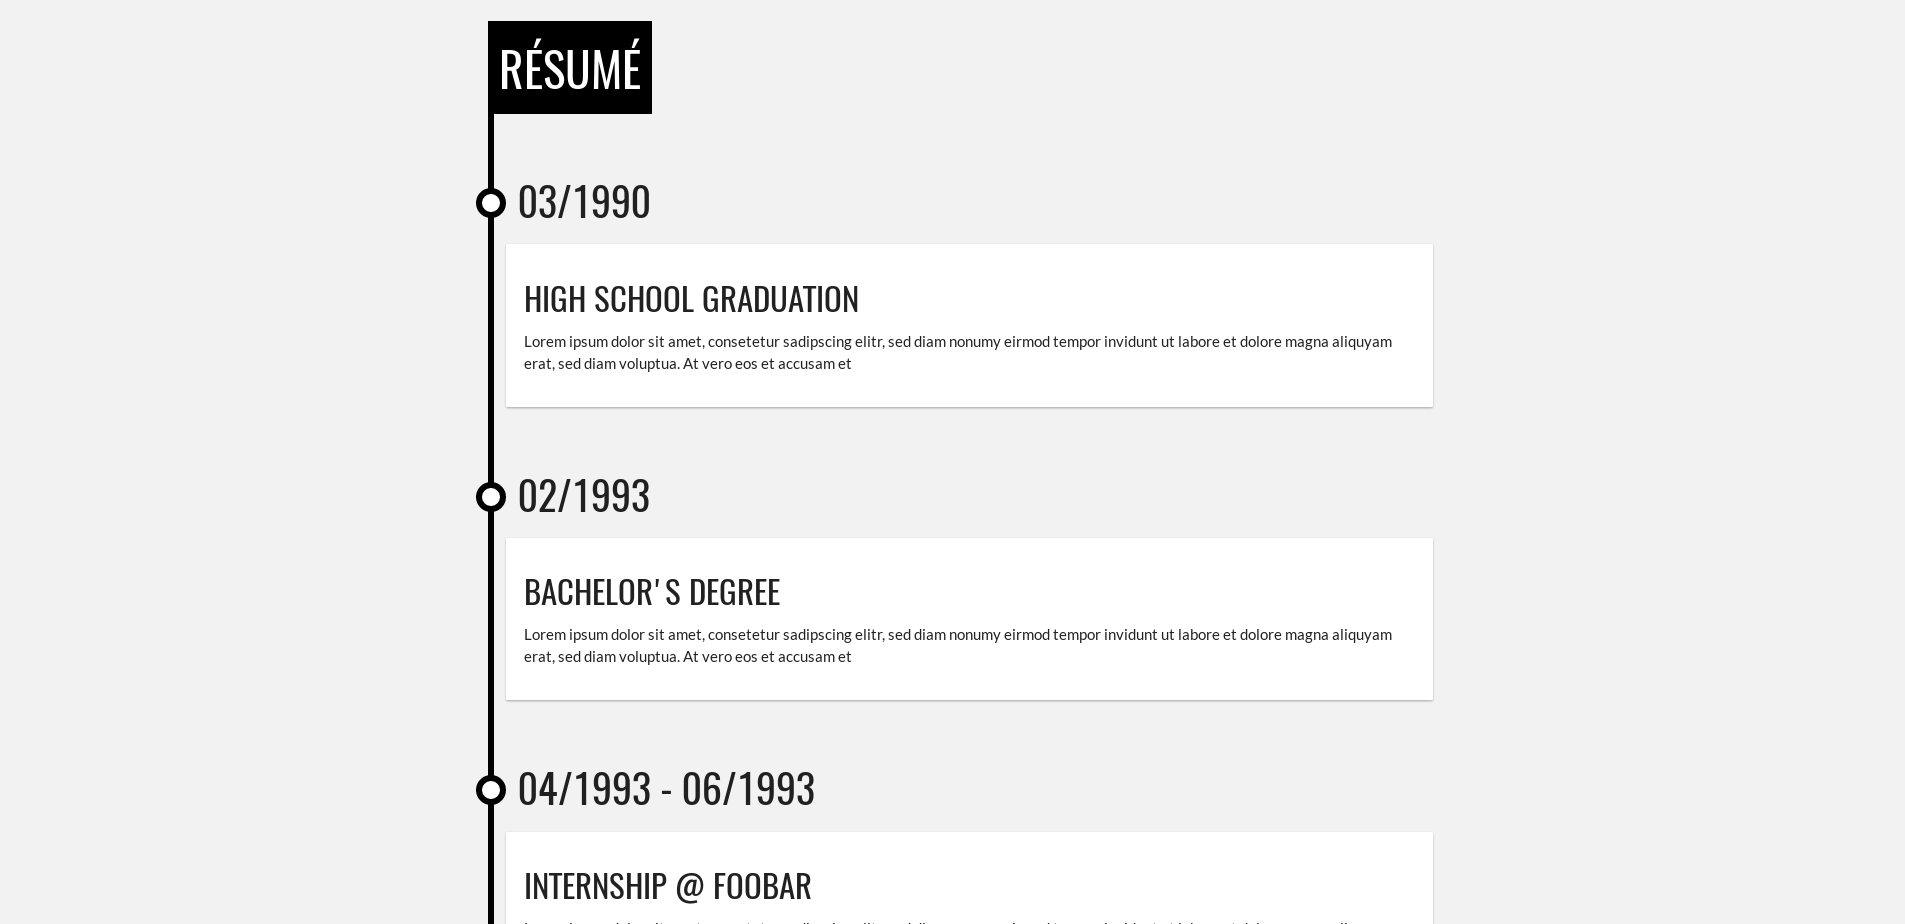 RÉSUMÉ
03/1990
HIGH SCHOOL GRADUATION
Lorem ipsum dolor sit amet, consetetur sadipscing elitr, sed diam nonumy eirmod tempor invidunt ut labore et dolore magna aliquyam
erat, sed diam voluptua. At vero eos et accusam et
02/1993
BACHELOR'S DEGREE
Lorem ipsum dolor sit amet, consetetur sadipscing elitr, sed diam nonumy eirmod tempor invidunt ut labore et dolore magna aliquyam
erat, sed diam voluptua. At vero eos et accusam et
04/1993 - 06/1993
INTERNSHIP @ FOOBAR